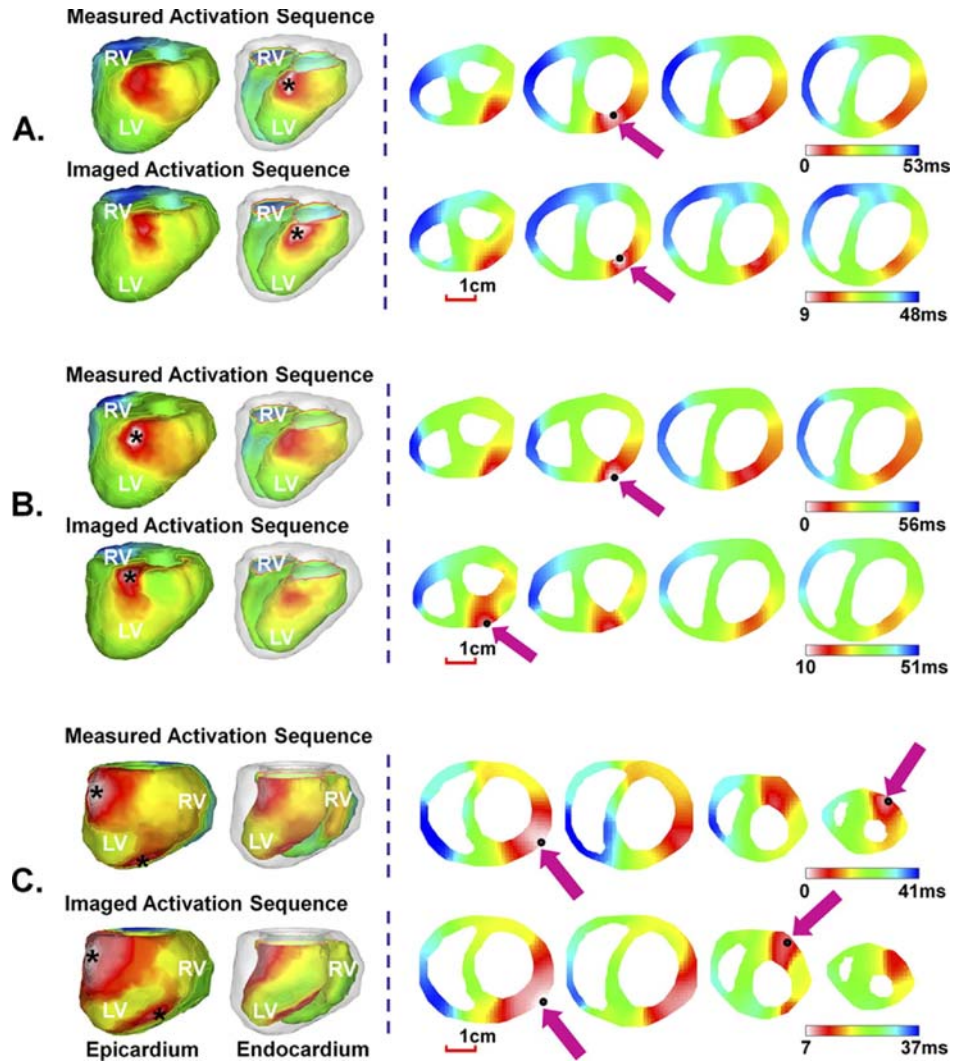 Measured Activation Sequence
A.
RV
LV
RV
*
LV
0 53ms
Imaged Activation Sequence
RV
LV
RV
*
LV
1cm
9 48ms
Measured Activation Sequence
B.
RV
*
LV
RV
LV
0 56ms
Imaged Activation Sequence
RV
*
LV
RV
LV
1cm
10 51ms
Measured Activation Sequence
C.
*
RV
LV
*
LV
RV
0 41ms
Imaged Activation Sequence
*
RV
LV
*
LV
RV
1cm
7 37ms
Epicardium Endocardium